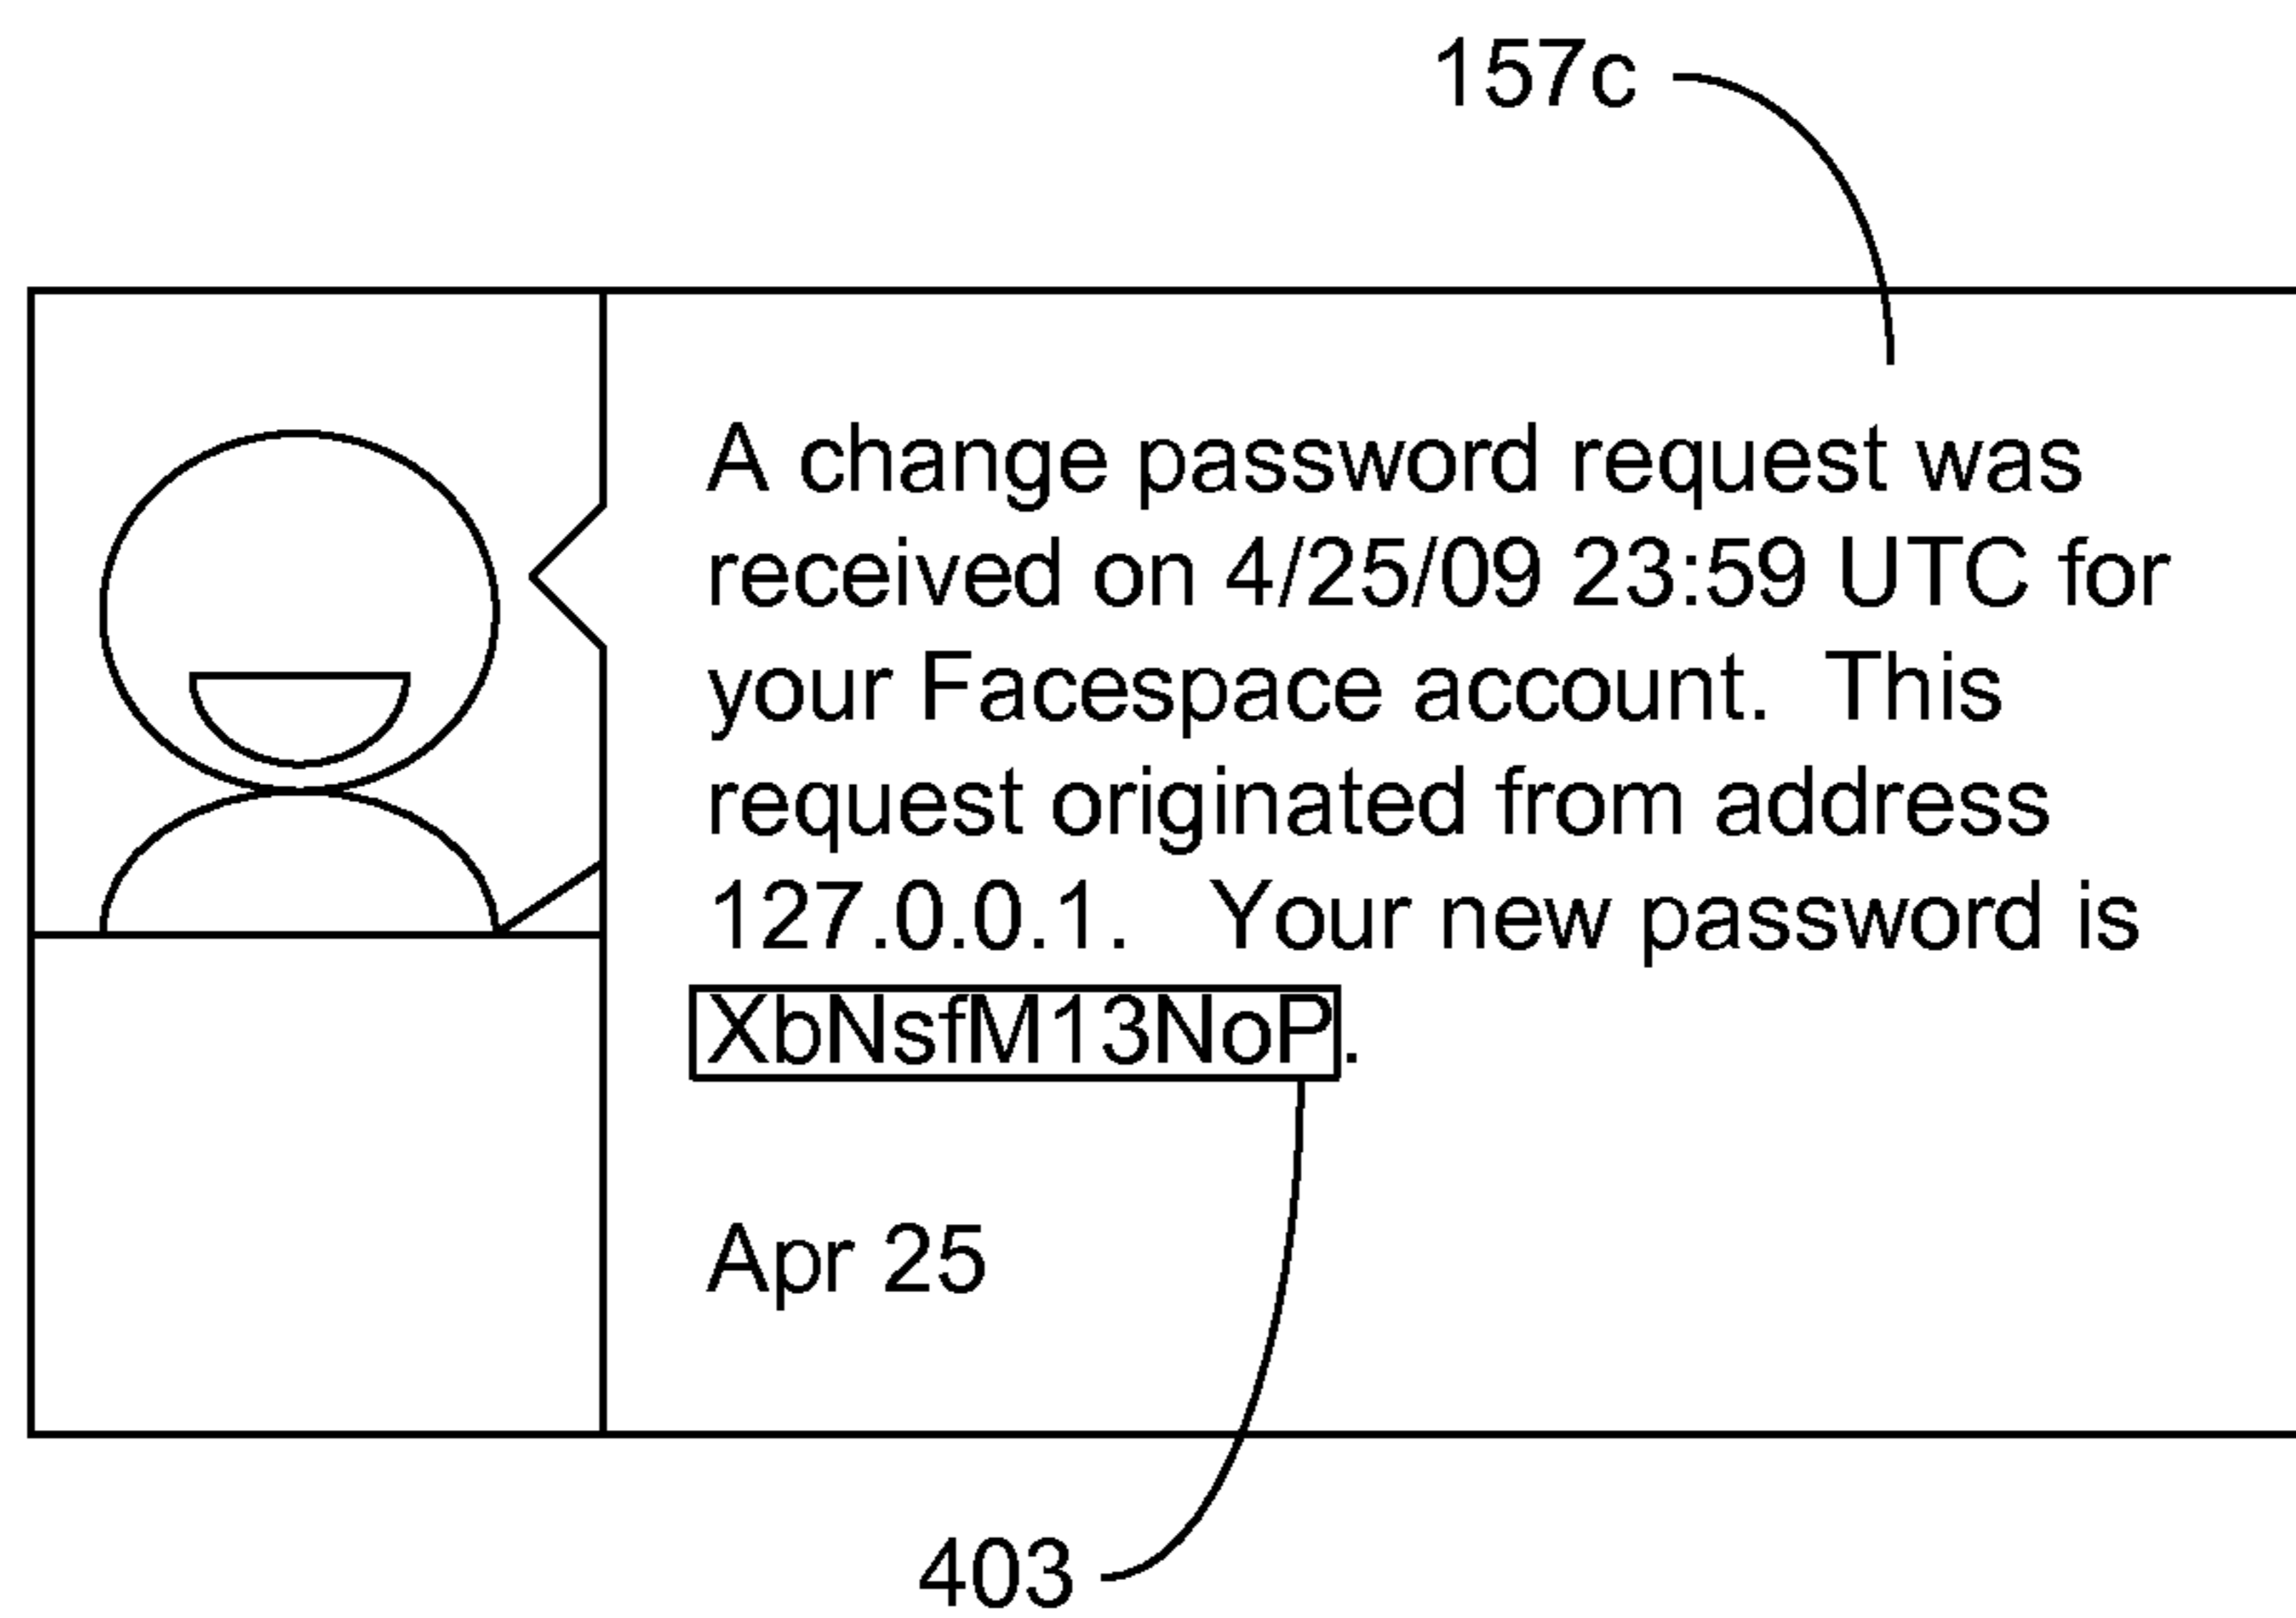 157c
A change password request was
received on 4/25/09 23:59 UTC for
your Facespace account.  This
request originated from address
127.0.0.1.  Your new password is
XbNsfM13NoP.
Apr 25
403